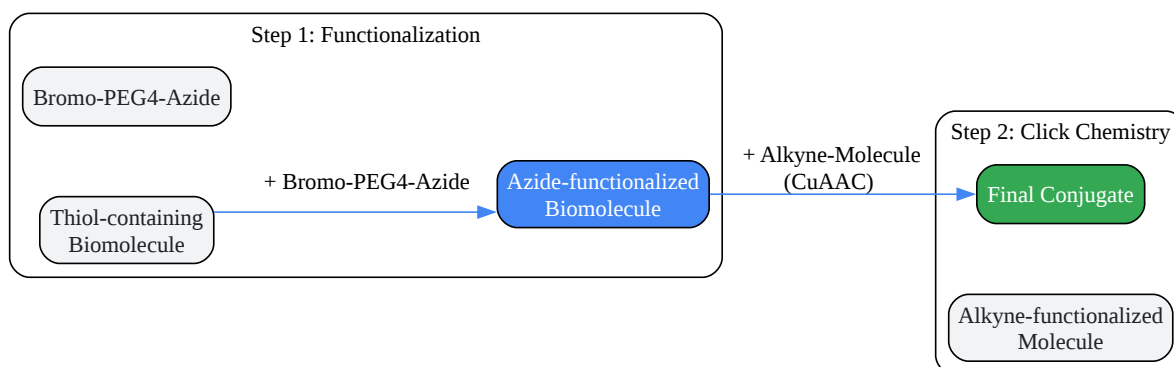 Step 1: Functionalization
Bromo-PEG4-Azide
Thiol-containing
Biomolecule
+ Bromo-PEG4-Azide
Azide-functionalized
Biomolecule
+ Alkyne-Molecule
(CuAAC)
Step 2: Click Chemistry
Final Conjugate
Alkyne-functionalized
Molecule